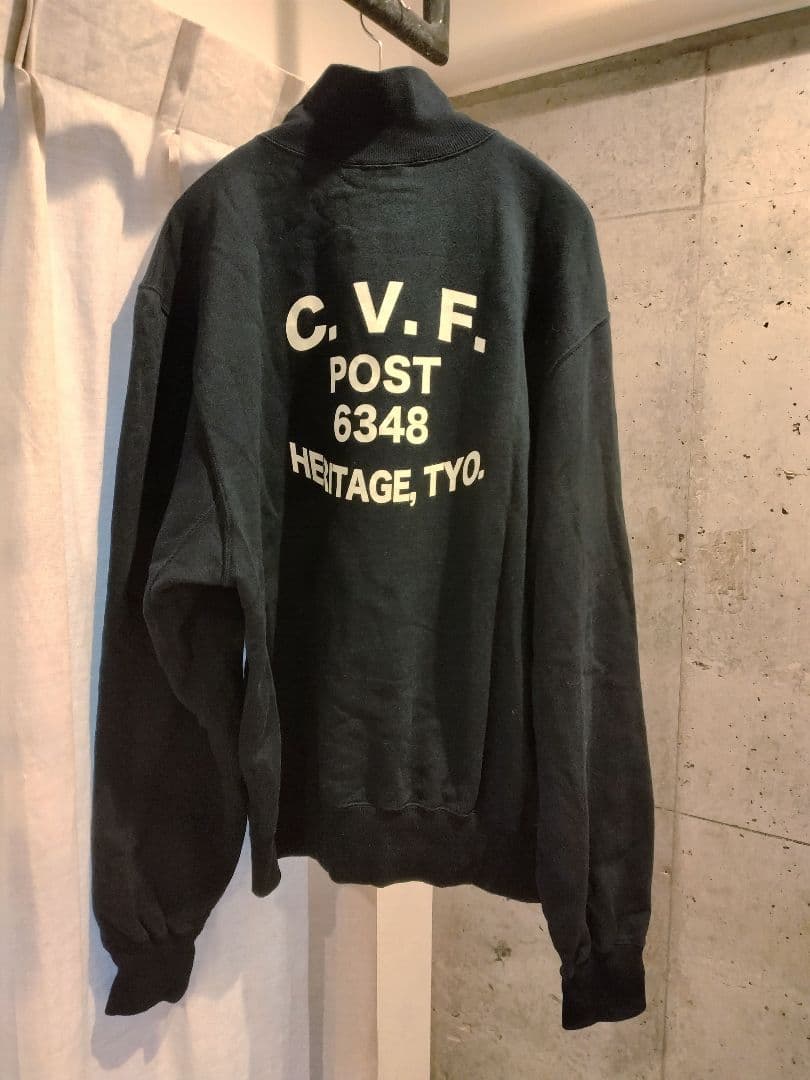 C. V. F.
POST
6348
HERITAGE, TYO.